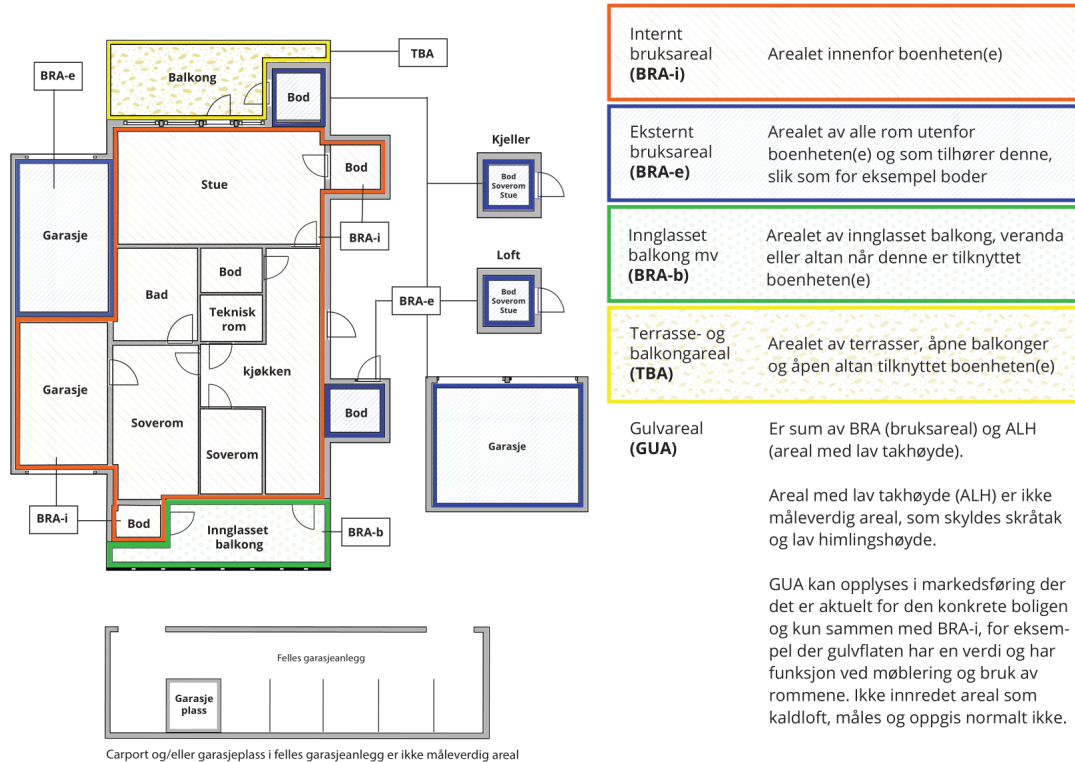 BRA-e
Balkong
TBA
Bod
Kjeller
Stue
Bod
Bod
Soverom
Stue
Garasje
BRA-i
Loft
Bod
Bad
Teknisk
rom
BRA-e
Bod
Soverom
Stue
Garasje
kjøkken
Soverom
Bod
Garasje
Soverom
BRA-i
Bod
Innglasset
balkong
BRA-b
Felles garasjeanlegg
Garasje
plass
Carport og/eller garasjeplass i felles garasjeanlegg er ikke måleverdig areal
Internt
bruksareal
(BRA-i)
Arealet innenfor boenheten(e)
Eksternt
bruksareal
(BRA-e)
Arealet av alle rom utenfor
boenheten(e) og som tilhører denne,
slik som for eksempel boder
Innglasset
balkong mv
(BRA-b)
Arealet av innglasset balkong, veranda
eller altan når denne er tilknyttet
boenheten(e)
Terrasse- og
balkongareal
(TBA)
Arealet av terrasser, åpne balkonger
og åpen altan tilknyttet boenheten(e)
Gulvareal
(GUA)
Er sum av BRA (bruksareal) og ALH
(areal med lav takhøyde).
Areal med lav takhøyde (ALH) er ikke
måleverdig areal, som skyldes skråtak
og lav himlingshøyde.
GUA kan opplyses i markedsføring der
det er aktuelt for den konkrete boligen
og kun sammen med BRA-i, for eksem-
pel der gulvflaten har en verdi og har
funksjon ved møblering og bruk av
rommene. Ikke innredet areal som
kaldloft, måles og oppgis normalt ikke.